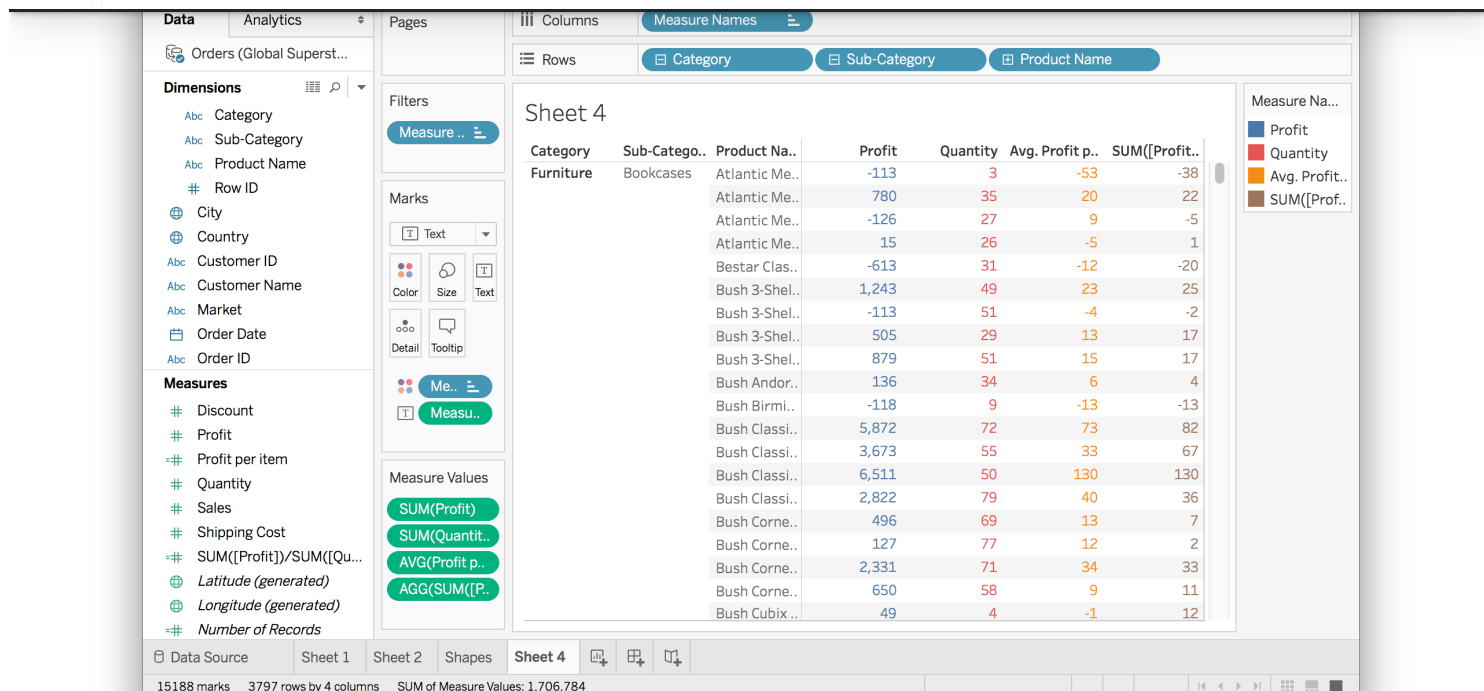 Data Analytics Pages Columns Measure Names
Orders (Global Superst... Rows Category Sub-Category Product Name
Dimensions
Abc Category
Abc Sub-Category
Abc Product Name
Row ID
City
Country
Abc Customer ID
Abc Customer Name
Abc Market
Order Date
Abc Order ID
Measures
Discount
Profit
=# Profit per item
Quantity
Sales
Shipping Cost
=# SUM([Profit])/SUM([Qu...
Latitude (generated)
Longitude (generated)
=# Number of Records
Filters
Measure ..
Marks
T Text
Color Size Text
Detail Tooltip
Me..
T Measu..
Measure Values
SUM(Profit)
SUM(Quantit..
AVG(Profit p..
AGG(SUM([P..
Sheet 4
Category Sub-Catego.. Product Na.. Profit Quantity Avg. Profit p.. SUM([Profit..
Furniture Bookcases Atlantic Me.. -113 3 -53 -38
Atlantic Me.. 780 35 20 22
Atlantic Me.. -126 27 9 -5
Atlantic Me.. 15 26 -5 1
Bestar Clas.. -613 31 -12 -20
Bush 3-Shel.. 1,243 49 23 25
Bush 3-Shel.. -113 51 -4 -2
Bush 3-Shel.. 505 29 13 17
Bush 3-Shel.. 879 51 15 17
Bush Andor.. 136 34 6 4
Bush Birmi.. -118 9 -13 -13
Bush Classi.. 5,872 72 73 82
Bush Classi.. 3,673 55 33 67
Bush Classi.. 6,511 50 130 130
Bush Classi.. 2,822 79 40 36
Bush Corne.. 496 69 13 7
Bush Corne.. 127 77 12 2
Bush Corne.. 2,331 71 34 33
Bush Corne.. 650 58 9 11
Bush Cubix .. 49 4 -1 12
Measure Na...
Profit
Quantity
Avg. Profit..
SUM([Prof..
Data Source Sheet 1 Sheet 2 Shapes Sheet 4
15188 marks 3797 rows by 4 columns SUM of Measure Values: 1,706,784